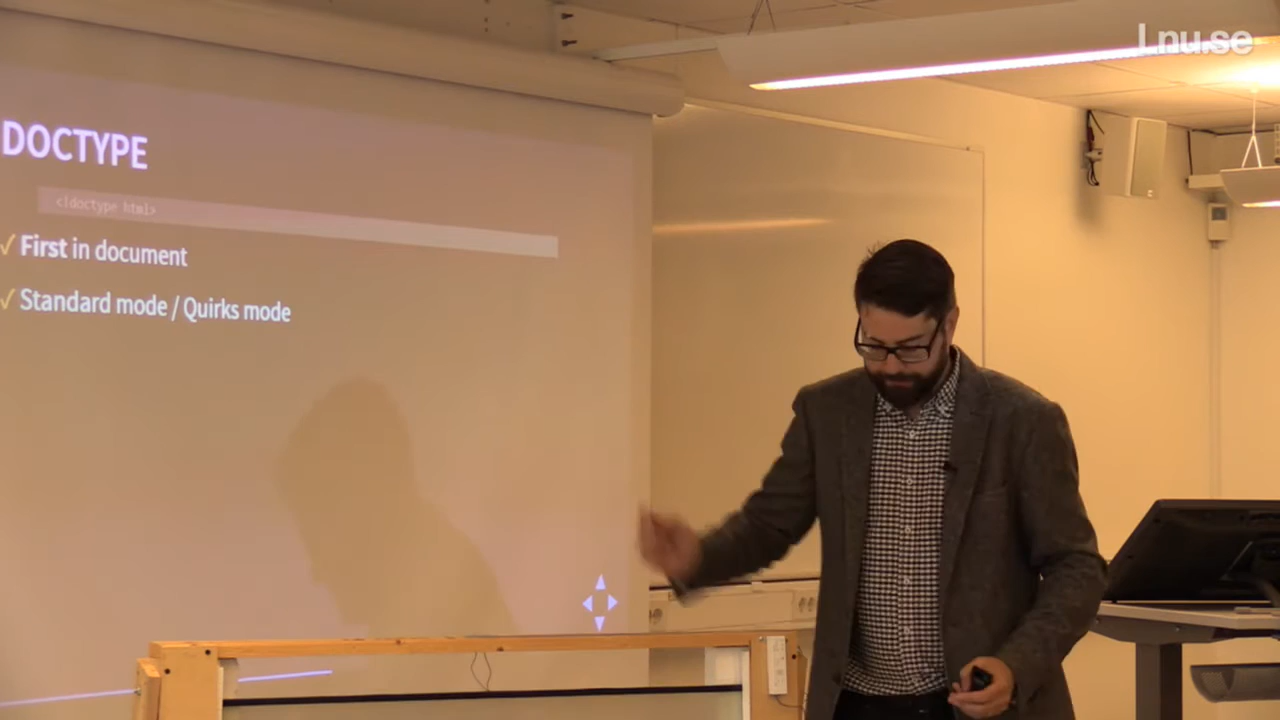 Lnu.se
DOCTYPE
<!doctype html>
✓ First in document
✓ Standard mode / Quirks mode